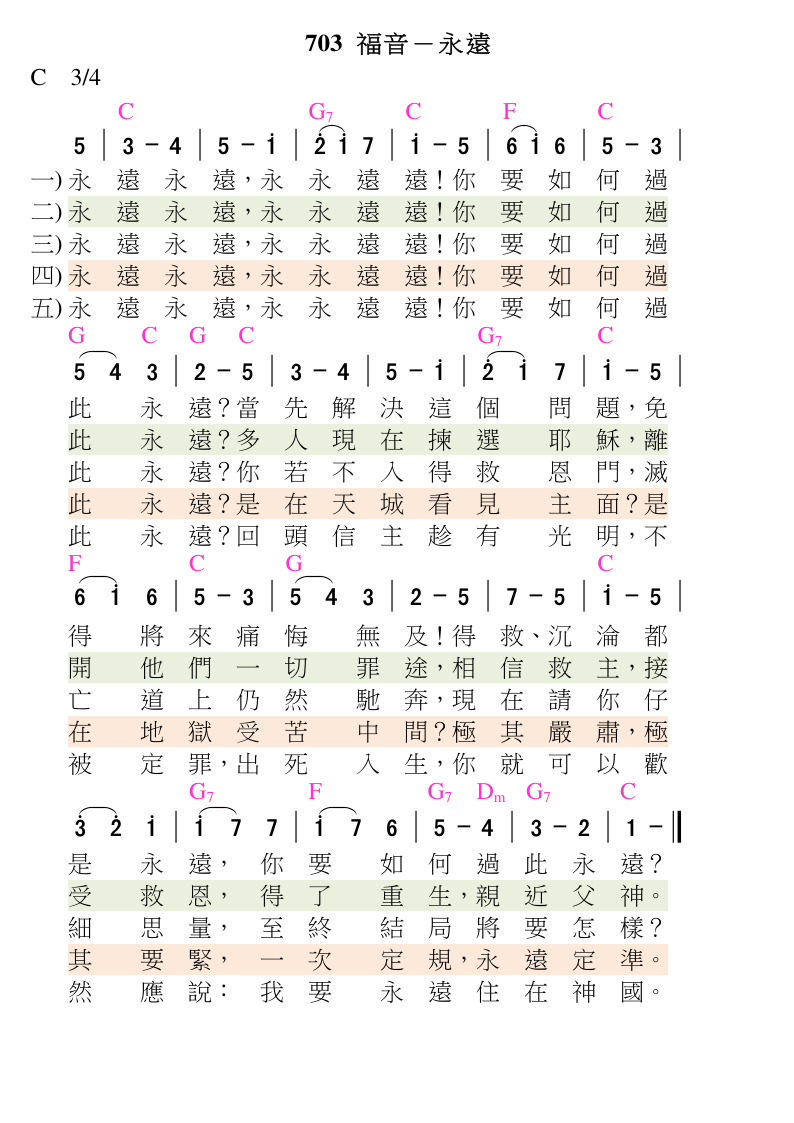 703 福音－永遠
C 3/4
C G7 C F C
5 | 3 - 4 | 5 - i̇ | 2̇ i̇ 7 | i̇ - 5 | 6 i̇ 6 | 5 - 3 |
一) 永遠永遠，永永遠遠！你要如何過
二) 永遠永遠，永永遠遠！你要如何過
三) 永遠永遠，永永遠遠！你要如何過
四) 永遠永遠，永永遠遠！你要如何過
五) 永遠永遠，永永遠遠！你要如何過
G C G C G7 C
5 4 3 | 2 - 5 | 3 - 4 | 5 - 1̇ | 2̇ 1̇ 7 | 1̇ - 5 |
此永遠？當先解決這個問題，免
此永遠？多人現在揀選耶穌，離
此永遠？你若不入得救恩門，滅
此永遠？是在天城看見主面？是
此永遠？回頭信主趁有光明，不
F C G C
6 1̇ 6 | 5 - 3 | 5 4 3 | 2 - 5 | 7 - 5 | 1̇ - 5 |
得將來痛悔無及！得救、沉淪都
開他們一切罪途，相信救主，接
亡道上仍然馳奔，現在請你仔
在地獄受苦中間？極其嚴肅，極
被定罪，出死入生，你就可以歡
G7 F G7 Dm G7 C
3̇ 2̇ 1̇ | 1̇ 7 7 | 1̇ 7 6 | 5 - 4 | 3 - 2 | 1 - ‖
是永遠，你要如何過此永遠？
受救恩，得了重生，親近父神。
細思量，至終結局將要怎樣？
其要緊，一次定規，永遠定準。
然應說：我要永遠住在神國。